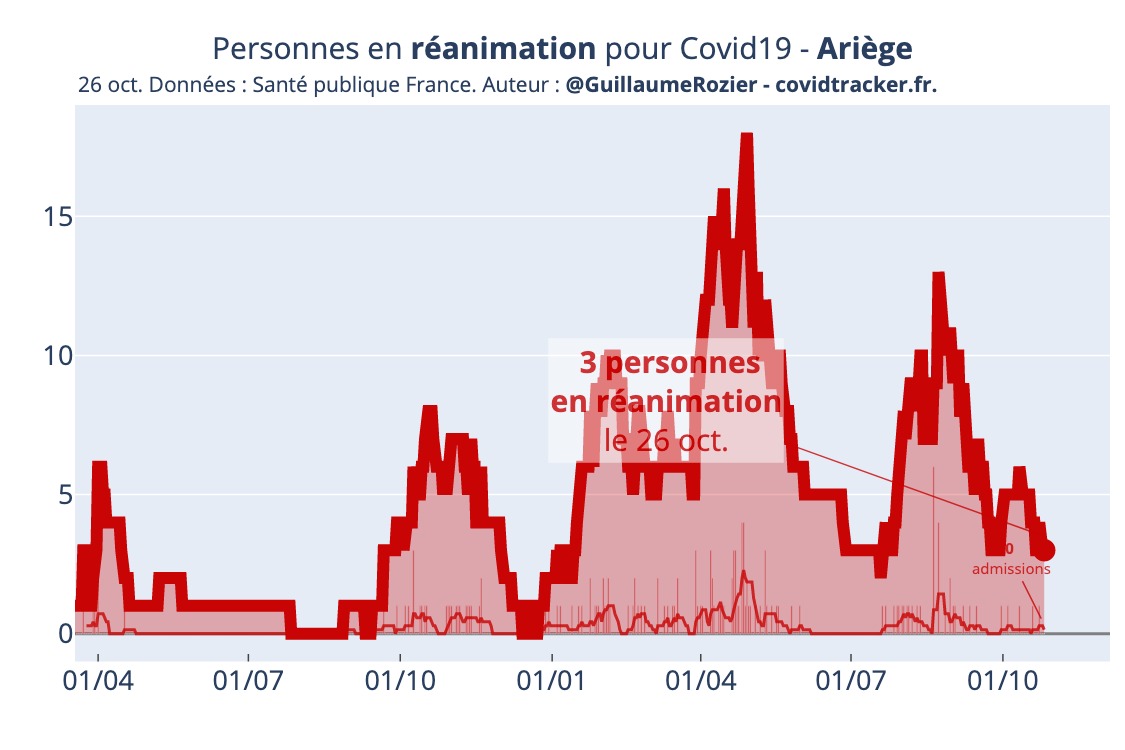 Personnes en réanimation pour Covid19 - Ariège
26 oct. Données : Santé publique France. Auteur : @GuillaumeRozier - covidtracker.fr.
15
10
5
0
3 personnes
en réanimation
le 26 oct.
0
admissions
01/04
01/07
01/10
01/01
01/04
01/07
01/10